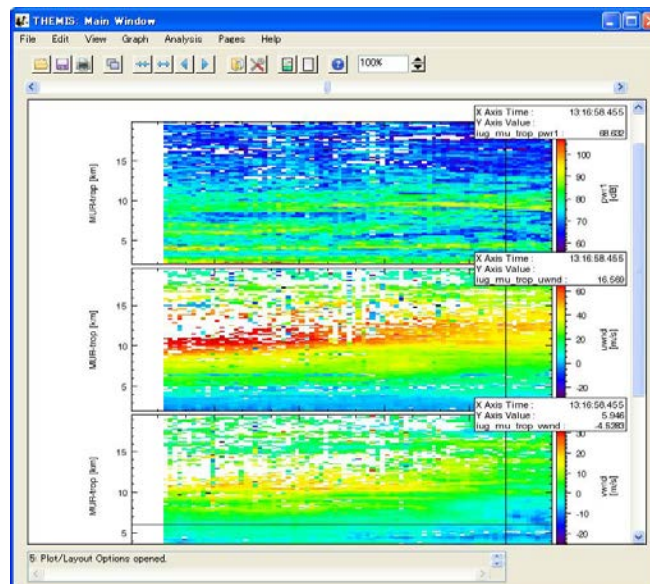 THEMIS: Main Window
File Edit View Graph Analysis Pages Help
100%
X Axis Time : 13:16:58.455
Y Axis Value :
iug_mu_trop_pwr1 : 68.632
MUR-trop [km]
15
10
5
100
90
80
70
60
pwr1
[dB]
X Axis Time : 13:16:58.455
Y Axis Value :
iug_mu_trop_uwnd : 16.569
MUR-trop [km]
15
10
5
60
40
20
0
-20
uwnd
[m/s]
X Axis Time : 13:16:58.455
Y Axis Value : 5.946
iug_mu_trop_vwnd : -4.5283
MUR-trop [km]
15
10
5
30
20
10
0
-10
-20
vwnd
[m/s]
5: Plot/Layout Options opened.